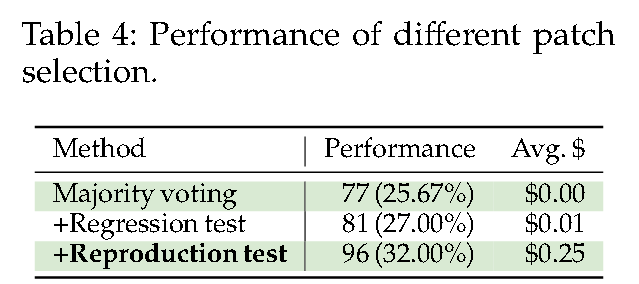 Table 4: Performance of different patch
selection.
Method Performance Avg. $
Majority voting 77 (25.67%) $0.00
+Regression test 81 (27.00%) $0.01
+Reproduction test 96 (32.00%) $0.25